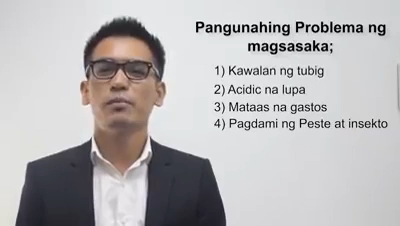 Pangunahing Problema ng
magsasaka;
1) Kawalan ng tubig
2) Acidic na lupa
3) Mataas na gastos
4) Pagdami ng Peste at insekto